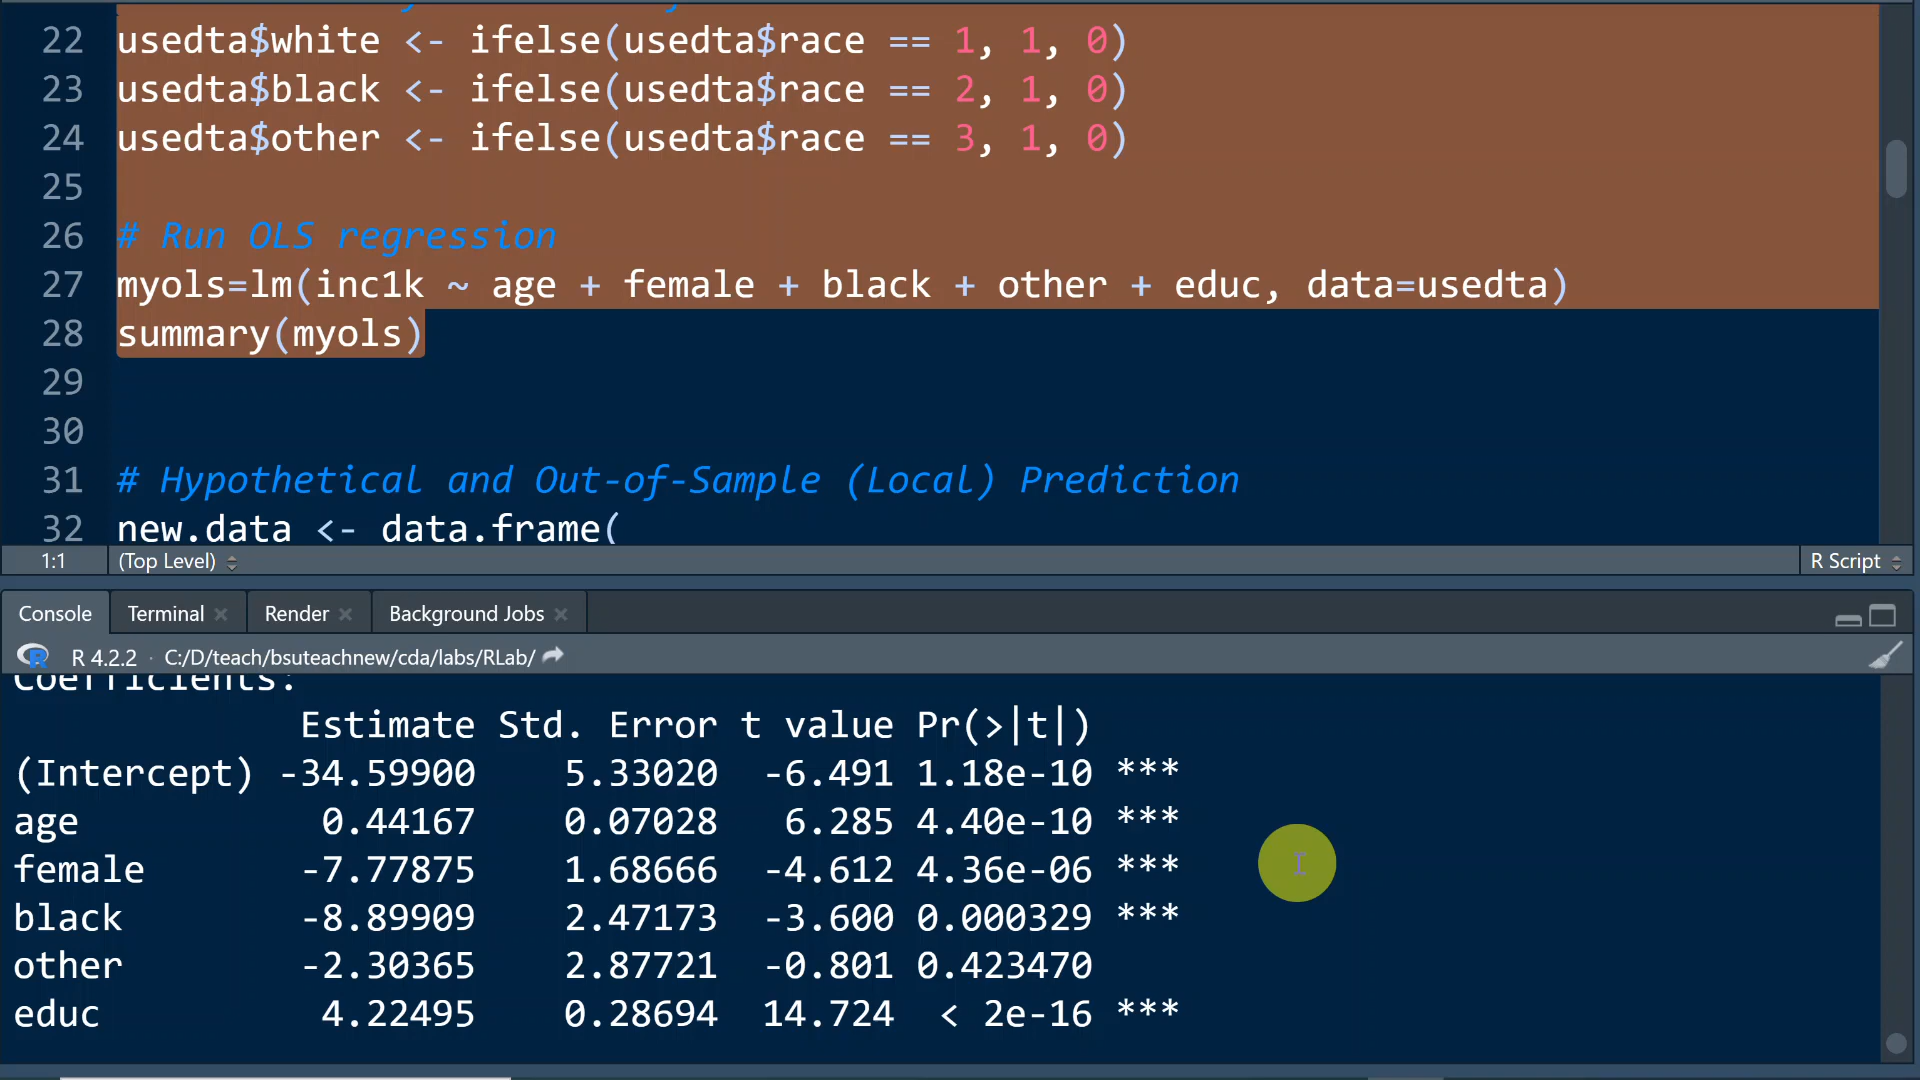 22 usedta$white <- ifelse(usedta$race == 1, 1, 0)
23 usedta$black <- ifelse(usedta$race == 2, 1, 0)
24 usedta$other <- ifelse(usedta$race == 3, 1, 0)
25
26 # Run OLS regression
27 myols=lm(inc1k ~ age + female + black + other + educ, data=usedta)
28 summary(myols)
29
30
31 # Hypothetical and Out-of-Sample (Local) Prediction
32 new.data <- data.frame(
1:1 (Top Level) R Script
Console Terminal Render Background Jobs
R 4.2.2 · C:/D/teach/bsuteachnew/cda/labs/RLab/
Coefficients:
Estimate Std. Error t value Pr(>|t|)
(Intercept) -34.59900 5.33020 -6.491 1.18e-10 ***
age 0.44167 0.07028 6.285 4.40e-10 ***
female -7.77875 1.68666 -4.612 4.36e-06 ***
black -8.89909 2.47173 -3.600 0.000329 ***
other -2.30365 2.87721 -0.801 0.423470
educ 4.22495 0.28694 14.724 < 2e-16 ***